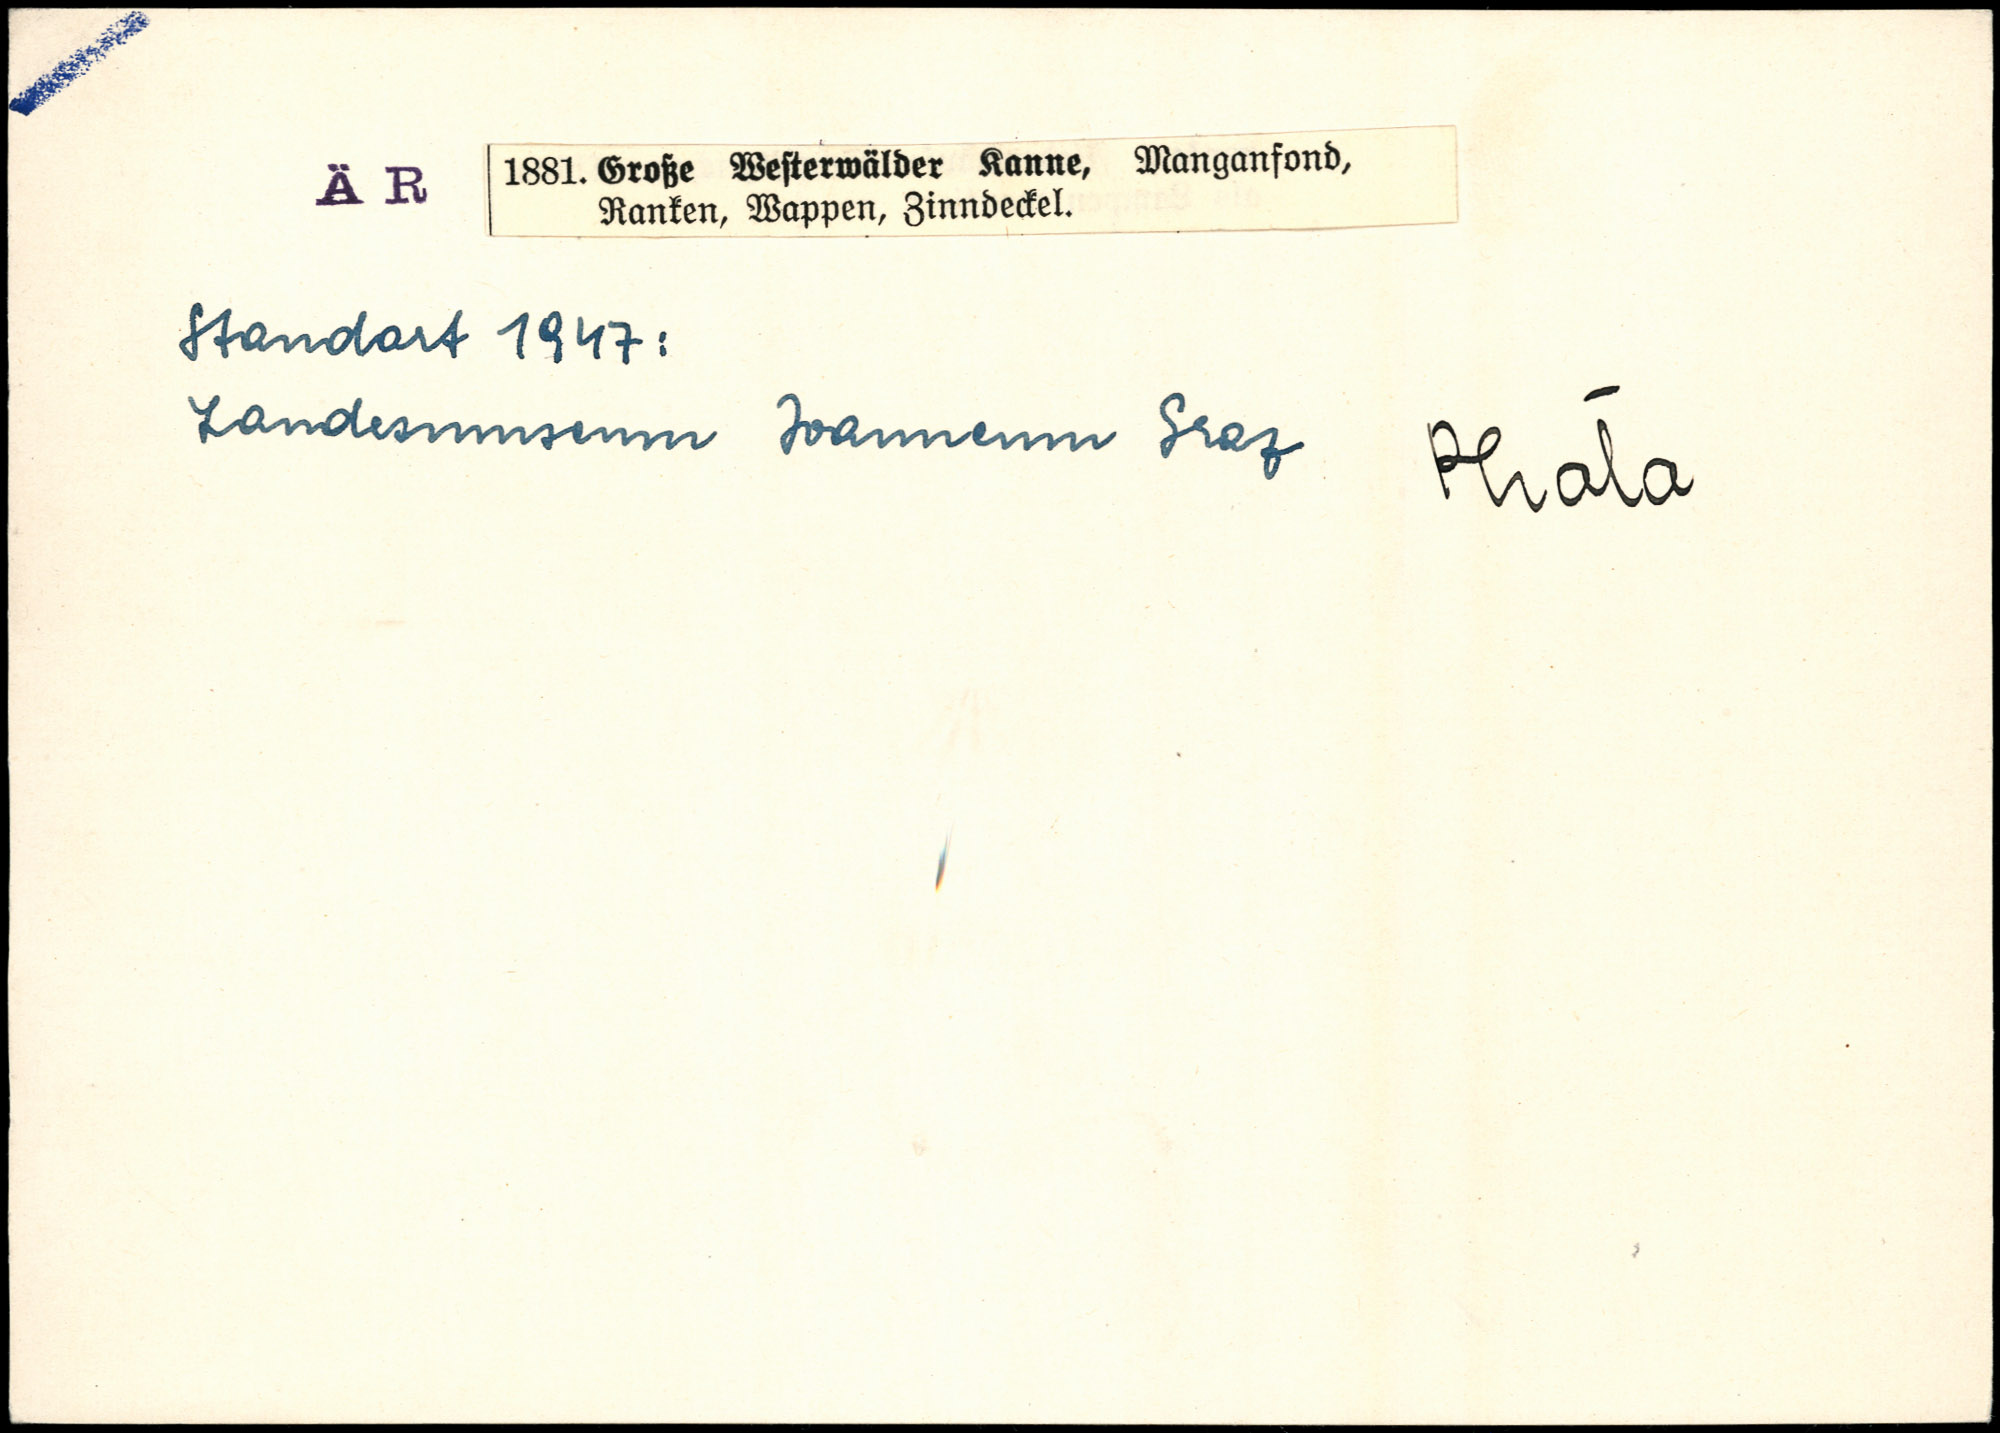 Ä R
1881. Große Westerwälder Kanne, Manganfond,
Ranken, Wappen, Zinndeckel.
Standort 1947:
Landesmuseum Joanneum Graz